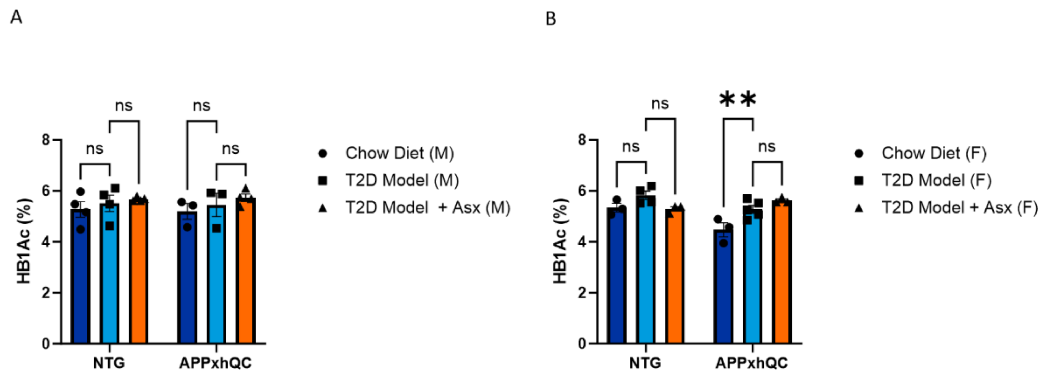 A
HB1Ac (%)
8
6
4
2
0
ns
ns
ns
ns
NTG
APPxhQC
Chow Diet (M)
T2D Model (M)
T2D Model + Asx (M)
B
HB1Ac (%)
8
6
4
2
0
ns
ns
**
ns
NTG
APPxhQC
Chow Diet (F)
T2D Model (F)
T2D Model + Asx (F)